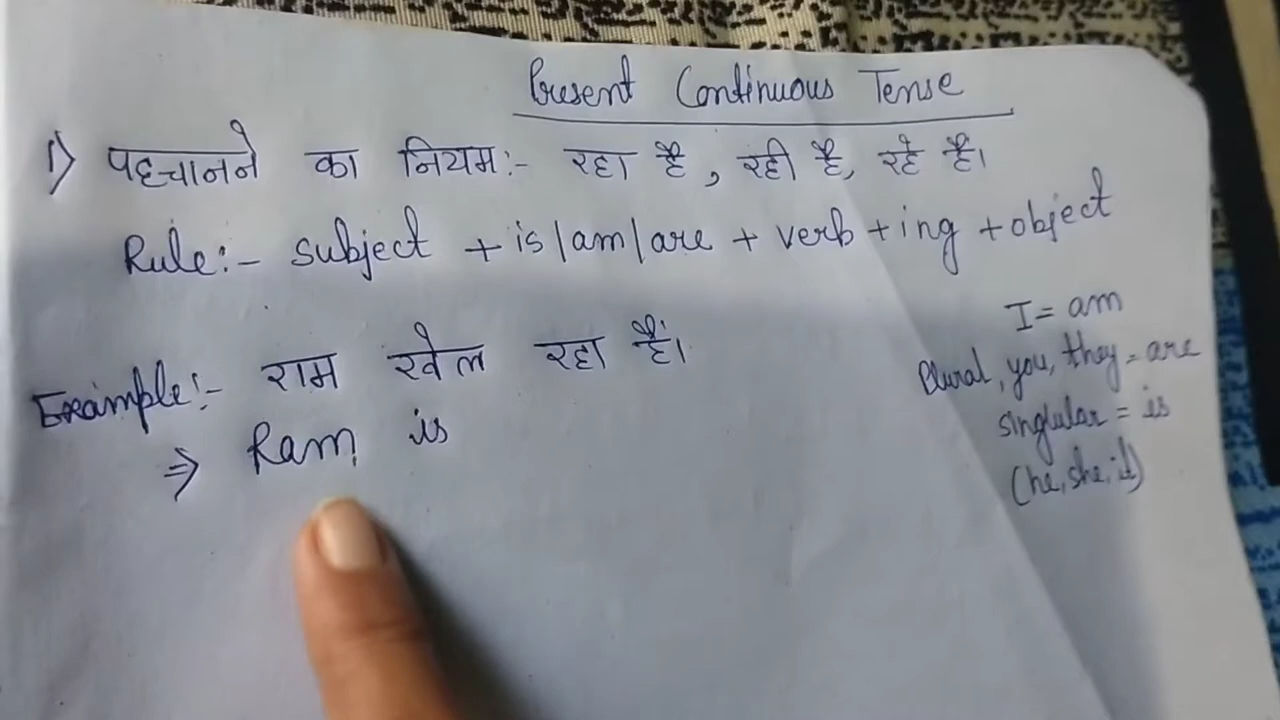 Present Continuous Tense
1) पहचानने का नियम:- रहा है, रही है, रहे है।
Rule:- subject + is/am/are + verb + ing + object
Example:- राम खेल रहा है।
⇒ Ram is
I = am
Plural, you, they = are
singular = is
(he, she, it)